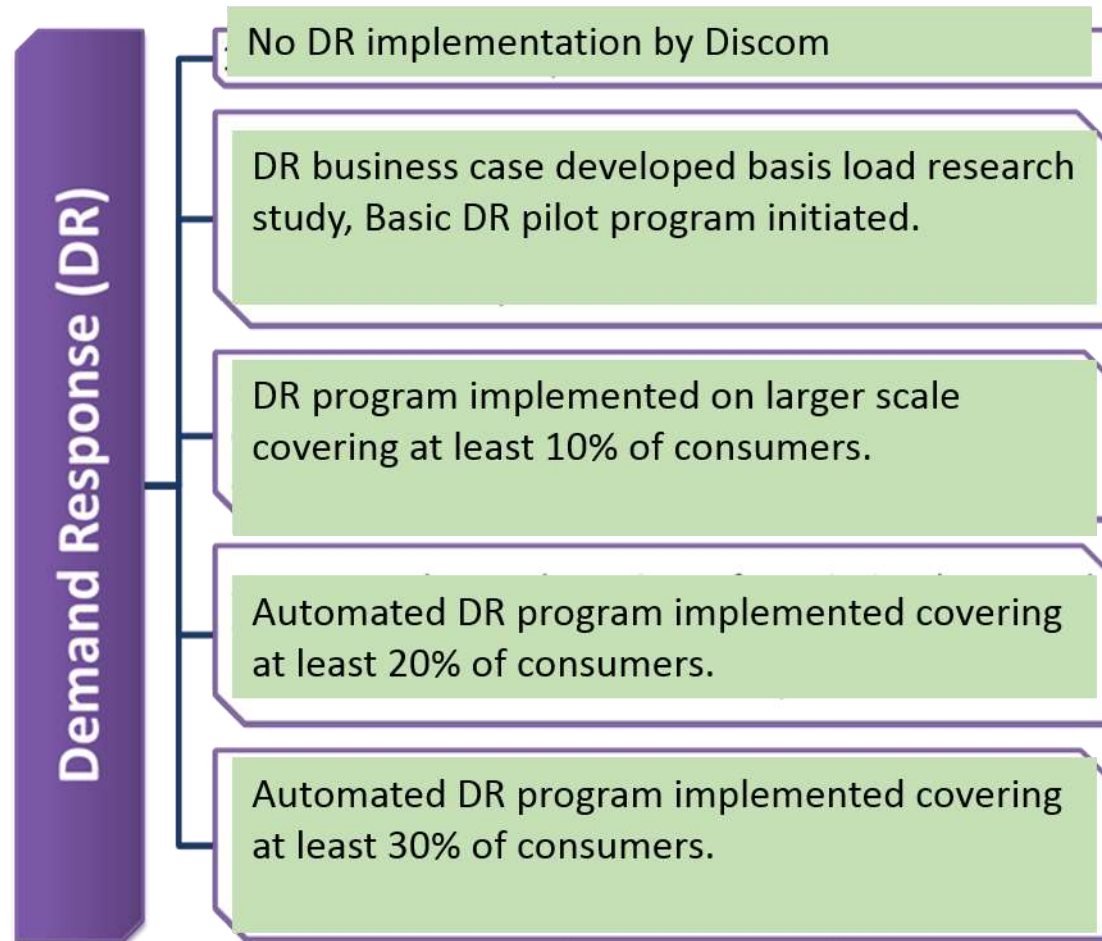 Demand Response (DR)
No DR implementation by Discom
DR business case developed basis load research
study, Basic DR pilot program initiated.
DR program implemented on larger scale
covering at least 10% of consumers.
Automated DR program implemented covering
at least 20% of consumers.
Automated DR program implemented covering
at least 30% of consumers.